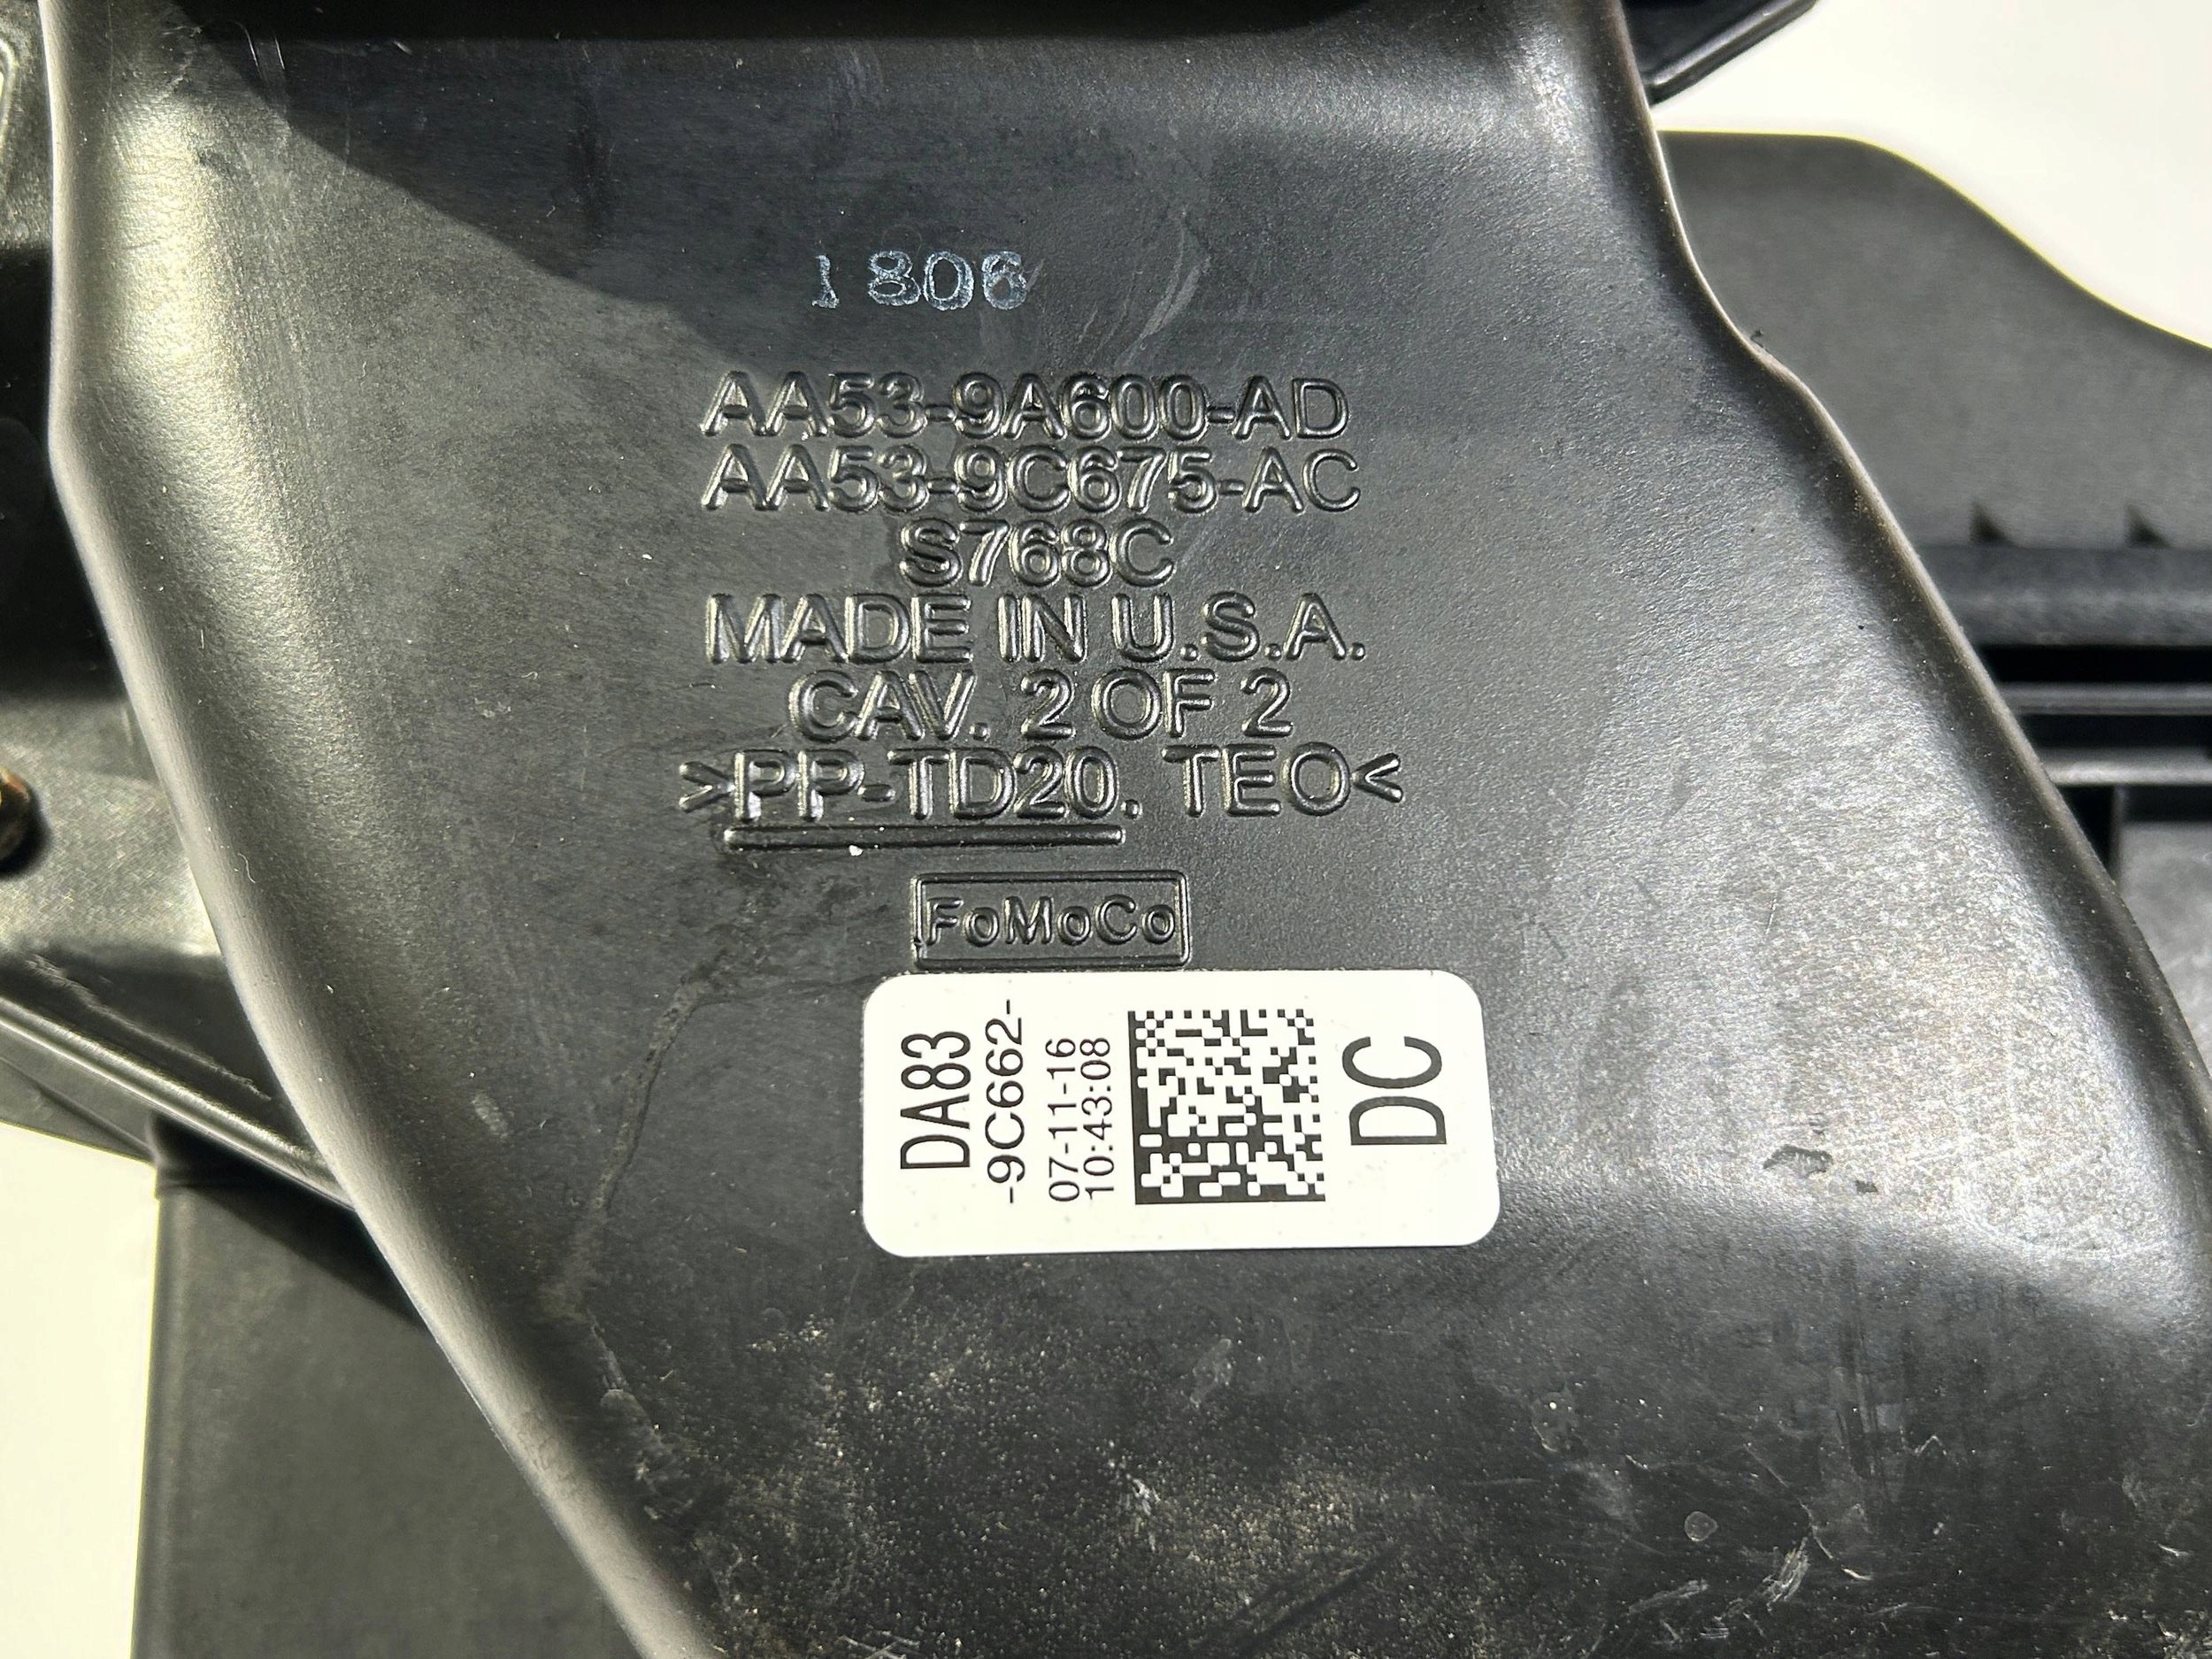 1806
AA53-9A600-AD
AA53-9C675-AC
S768C
MADE IN U.S.A.
CAV. 2 OF 2
>PP-TD20. TEO<
FoMoCo
DA83
-9C662-
07-11-16
10:43:08
DC